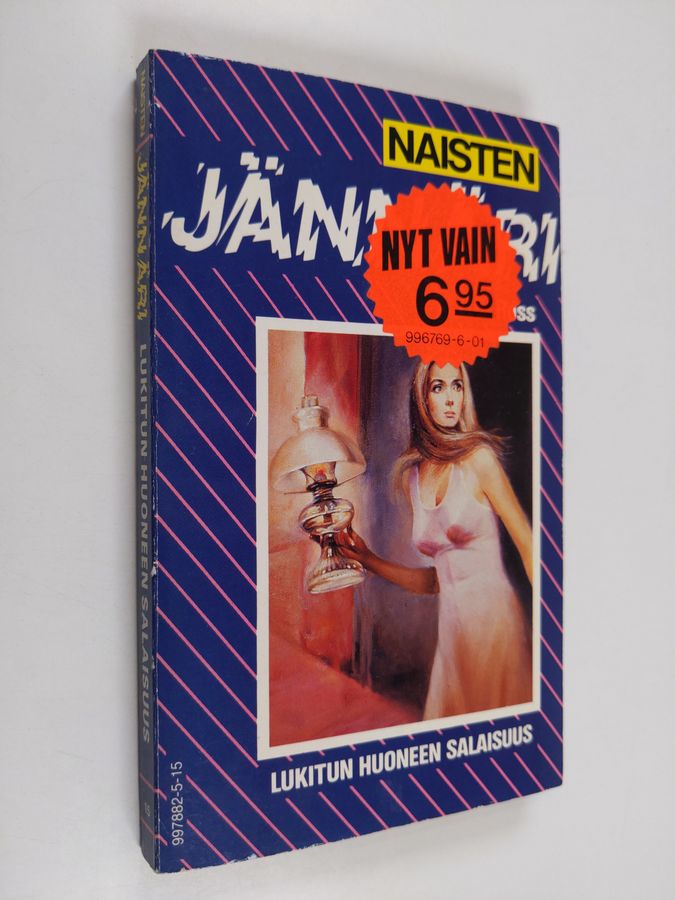 NAISTEN
JÄNNÄRI
NYT VAIN
6 95
996769-6-01
LUKITUN HUONEEN SALAISUUS
997882-5-15
NAISTEN JÄNNÄRI LUKITUN HUONEEN SALAISUUS 15